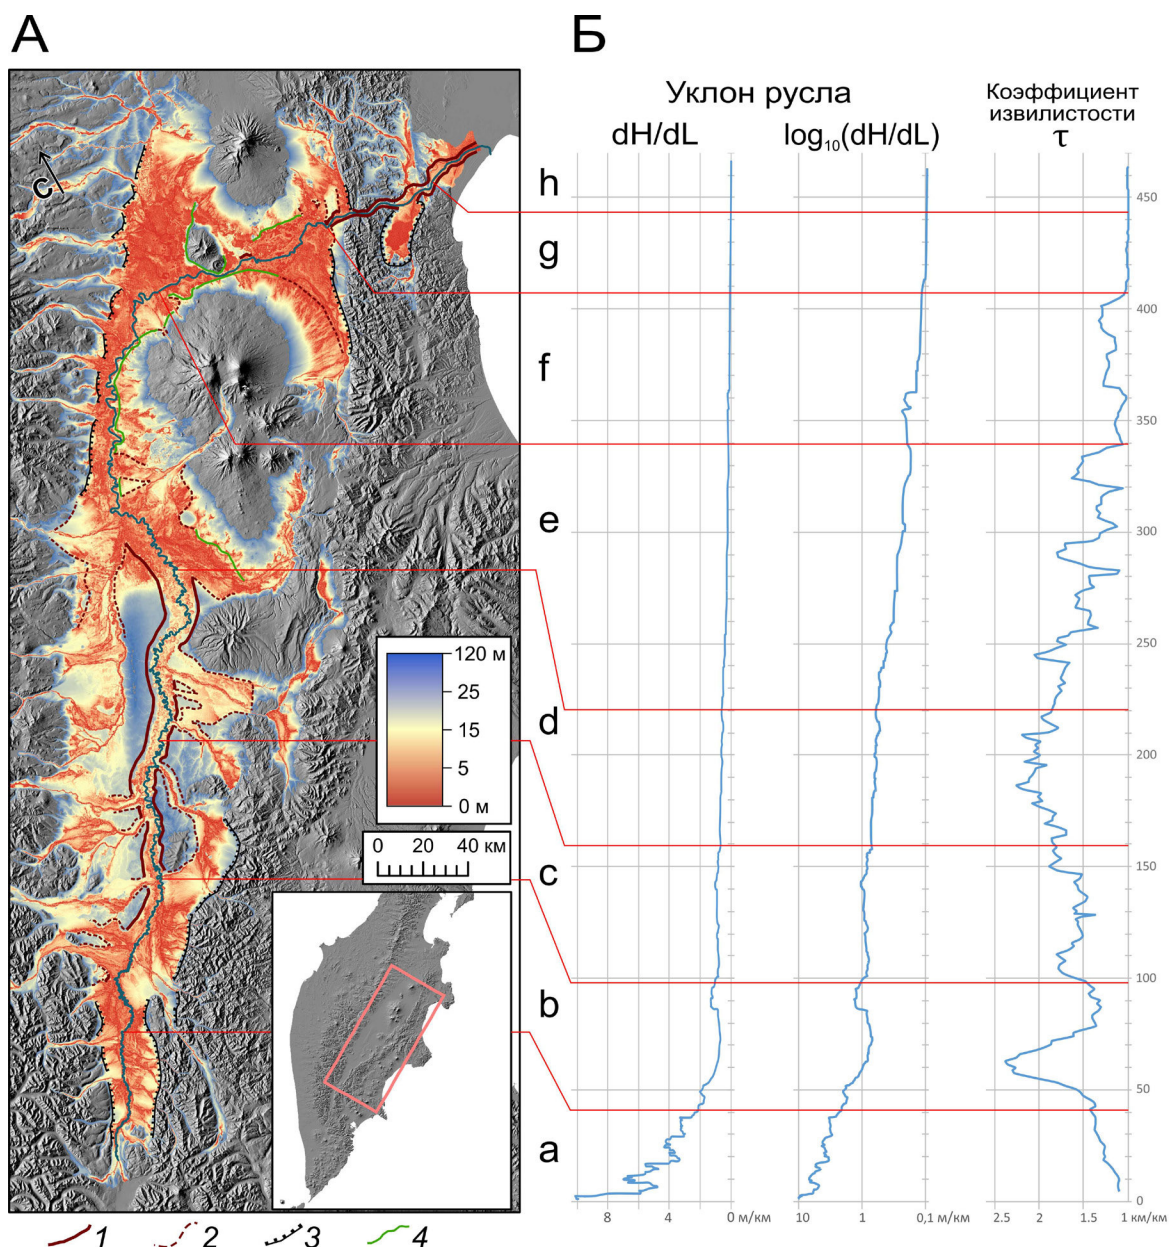 А
Б
Уклон русла
dH/dL
log₁₀(dH/dL)
Коэффициент
извилистости
τ
С
h
g
f
e
d
c
b
a
450
400
350
300
250
200
150
100
50
0
120 м
25
15
5
0 м
0 20 40 км
8 4 0 м/км
10 1 0,1 м/км
2.5 2 1.5 1 км/км
1 2 3 4